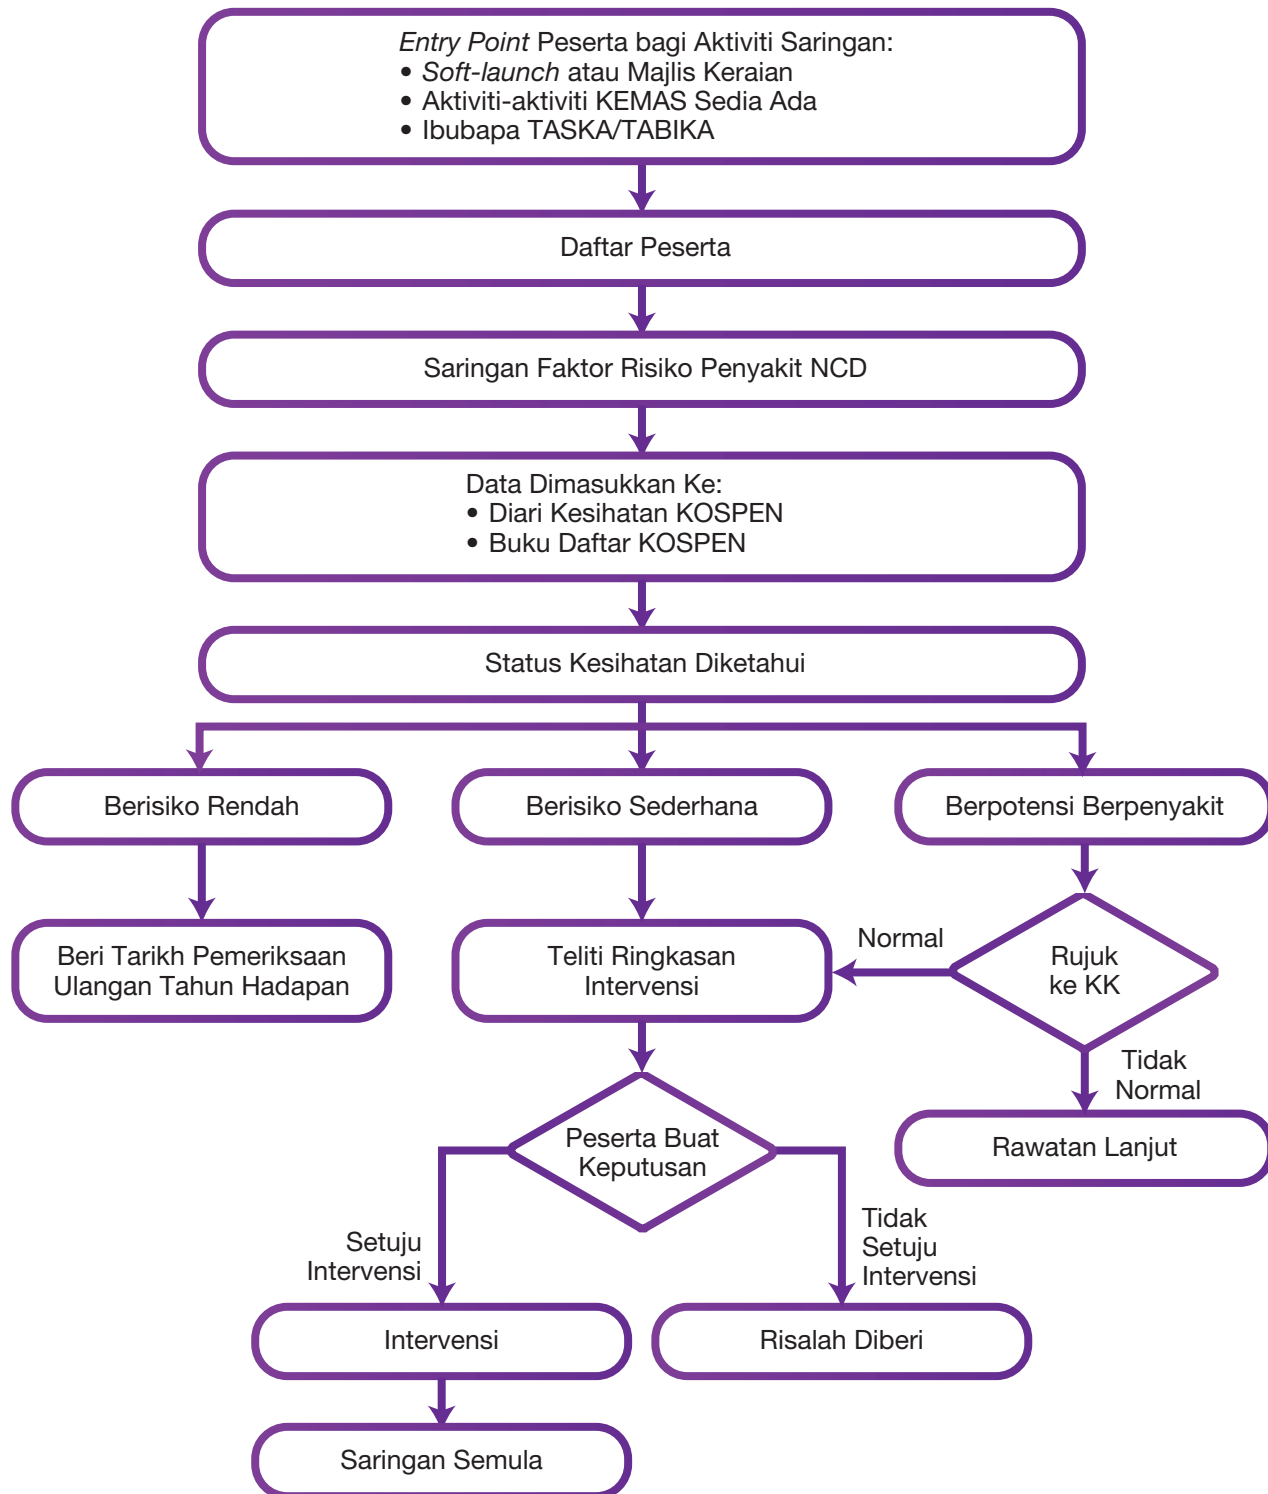 Entry Point Peserta bagi Aktiviti Saringan:
• Soft-launch atau Majlis Keraian
• Aktiviti-aktiviti KEMAS Sedia Ada
• Ibubapa TASKA/TABIKA
Daftar Peserta
Saringan Faktor Risiko Penyakit NCD
Data Dimasukkan Ke:
• Diari Kesihatan KOSPEN
• Buku Daftar KOSPEN
Status Kesihatan Diketahui
Berisiko Rendah
Berisiko Sederhana
Berpotensi Berpenyakit
Beri Tarikh Pemeriksaan
Ulangan Tahun Hadapan
Teliti Ringkasan
Intervensi
Normal
Rujuk
ke KK
Tidak
Normal
Rawatan Lanjut
Peserta Buat
Keputusan
Setuju
Intervensi
Tidak
Setuju
Intervensi
Intervensi
Risalah Diberi
Saringan Semula